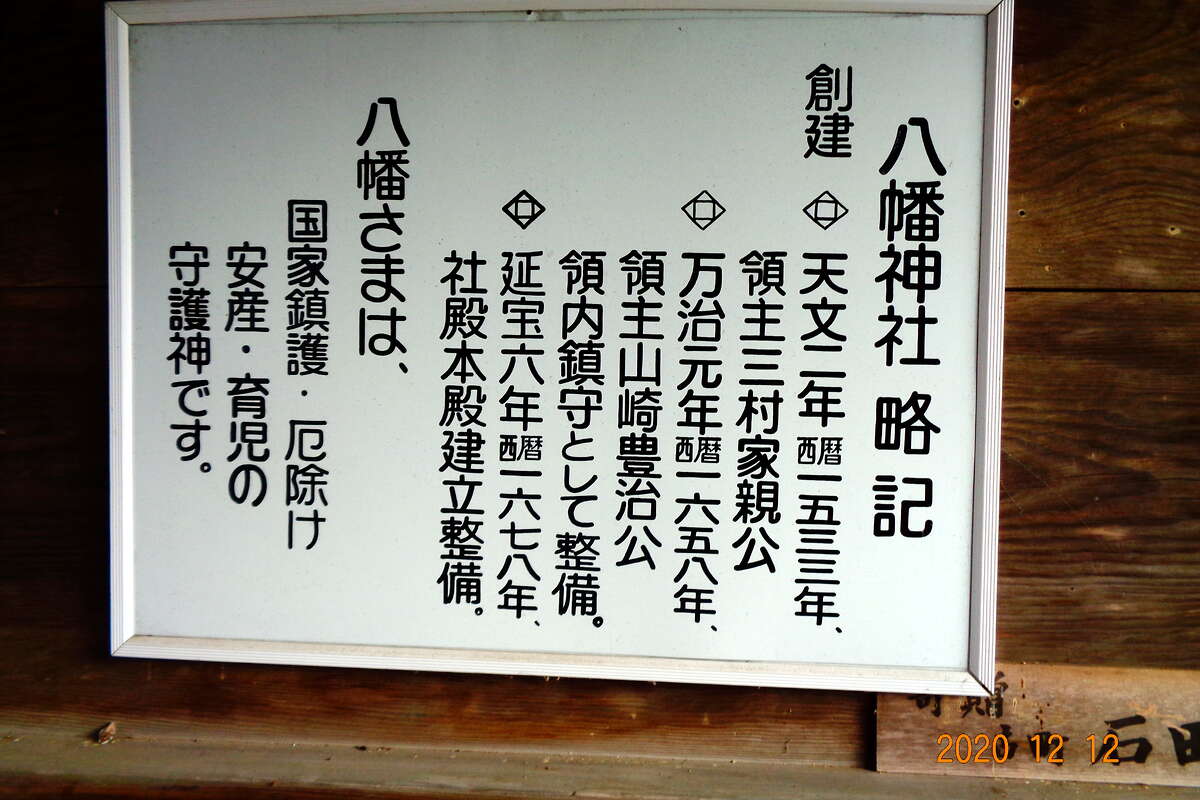 八幡神社 略記
創建 天文二年西暦一五三三年、
領主三村家親公
万治元年西暦一六五八年、
領主山崎豊治公
領内鎮守として整備。
延宝六年西暦一六七八年、
社殿本殿建立整備。
八幡さまは、
国家鎮護・厄除け
安産・育児の
守護神です。
寄贈
石田
2020 12 12